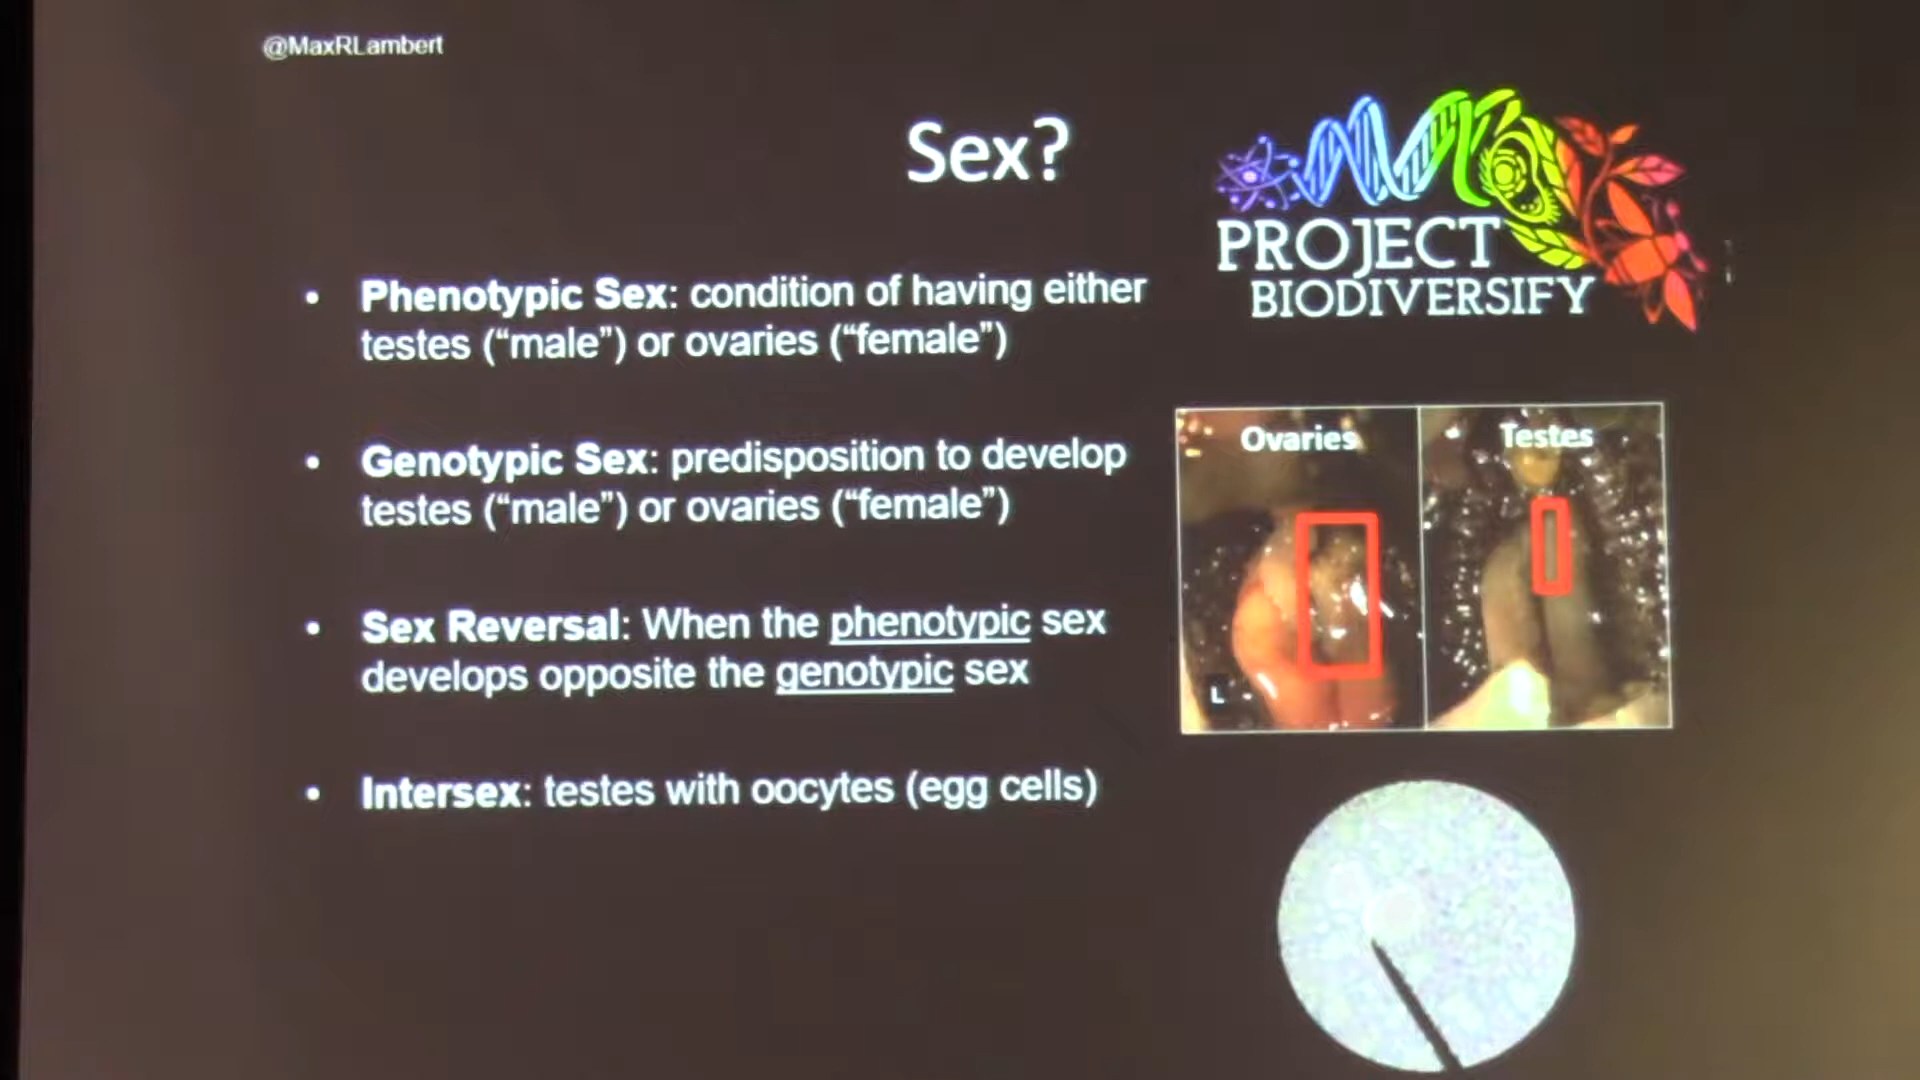 @MaxRLambert
Sex?
PROJECT
BIODIVERSIFY
• Phenotypic Sex: condition of having either
testes (“male”) or ovaries (“female”)
• Genotypic Sex: predisposition to develop
testes (“male”) or ovaries (“female”)
• Sex Reversal: When the phenotypic sex
develops opposite the genotypic sex
• Intersex: testes with oocytes (egg cells)
Ovaries
Testes
L